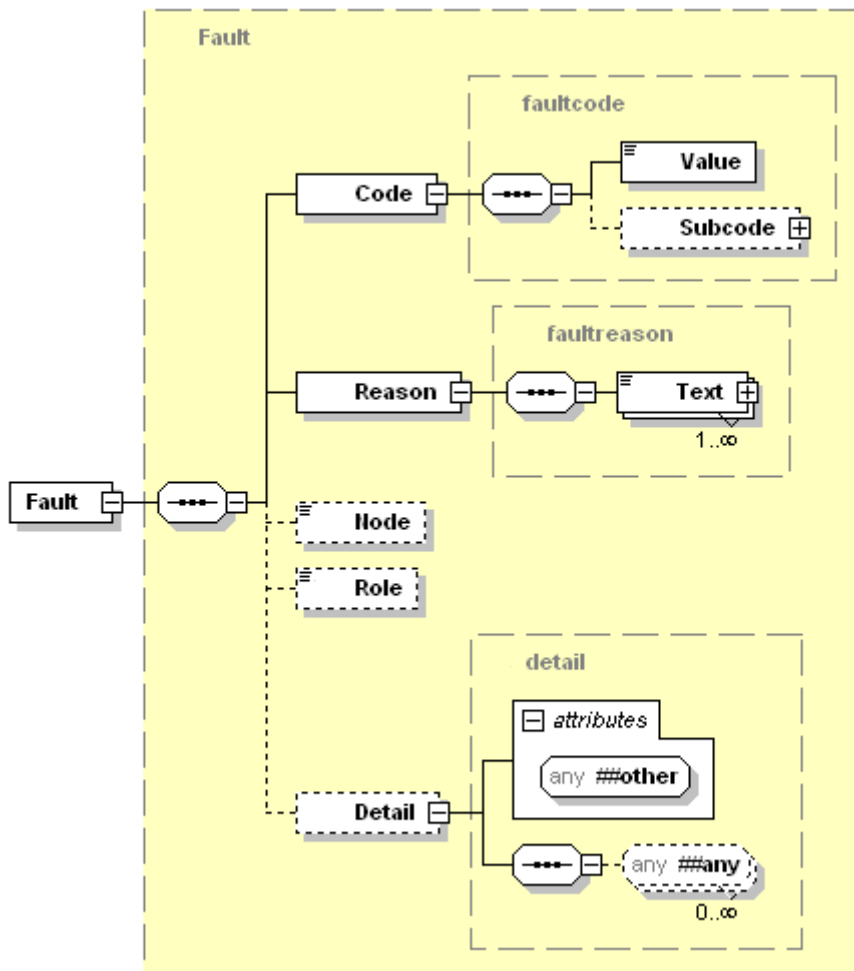 Fault
faultcode
Value
Code
Subcode
faultreason
Reason
Text
1..∞
Fault
Node
Role
detail
attributes
any ##other
Detail
any ##any
0..∞